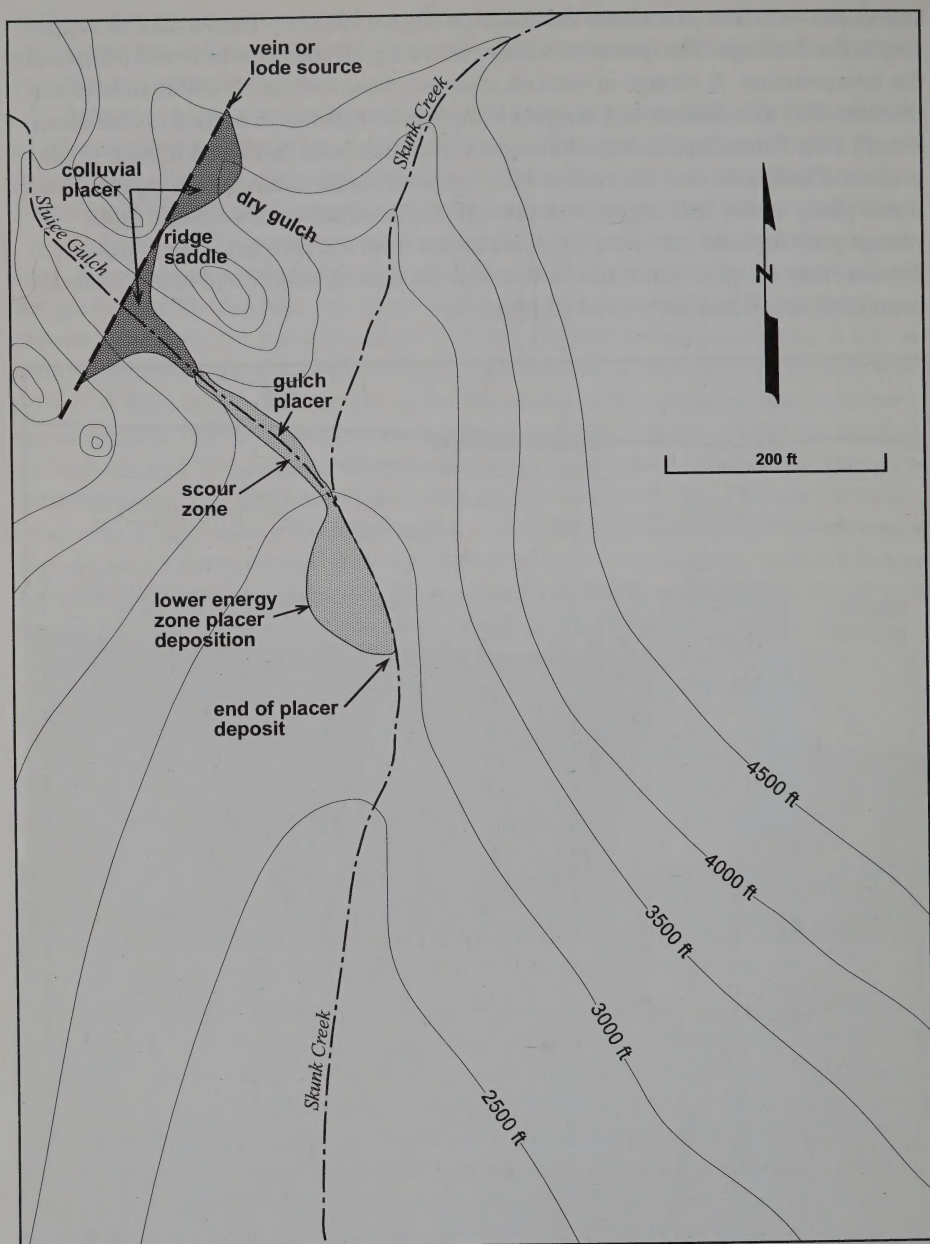 vein or
lode source
Skunk Creek
colluvial
placer
Sluice Gulch
dry gulch
ridge
saddle
N
gulch
placer
200 ft
scour
zone
lower energy
zone placer
deposition
end of placer
deposit
4500 ft
4000 ft
3500 ft
3000 ft
Skunk Creek
2500 ft